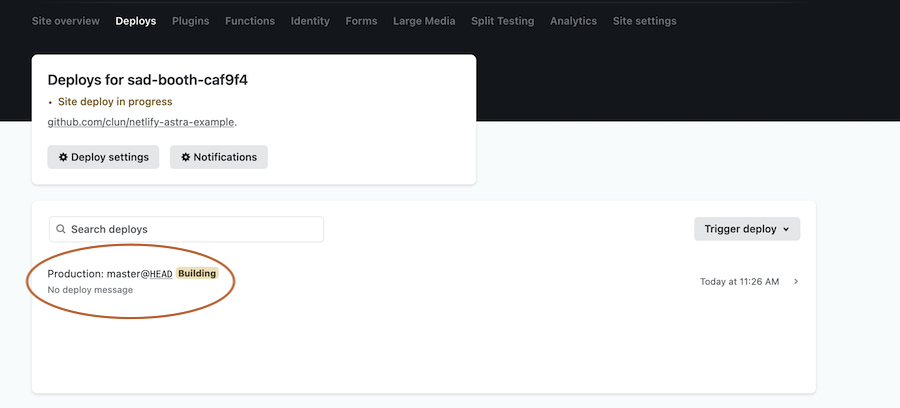 Site overview Deploys Plugins Functions Identity Forms Large Media Split Testing Analytics Site settings
Deploys for sad-booth-caf9f4
• Site deploy in progress
github.com/clun/netlify-astra-example.
Deploy settings Notifications
Search deploys Trigger deploy
Production: master@HEAD Building
No deploy message
Today at 11:26 AM